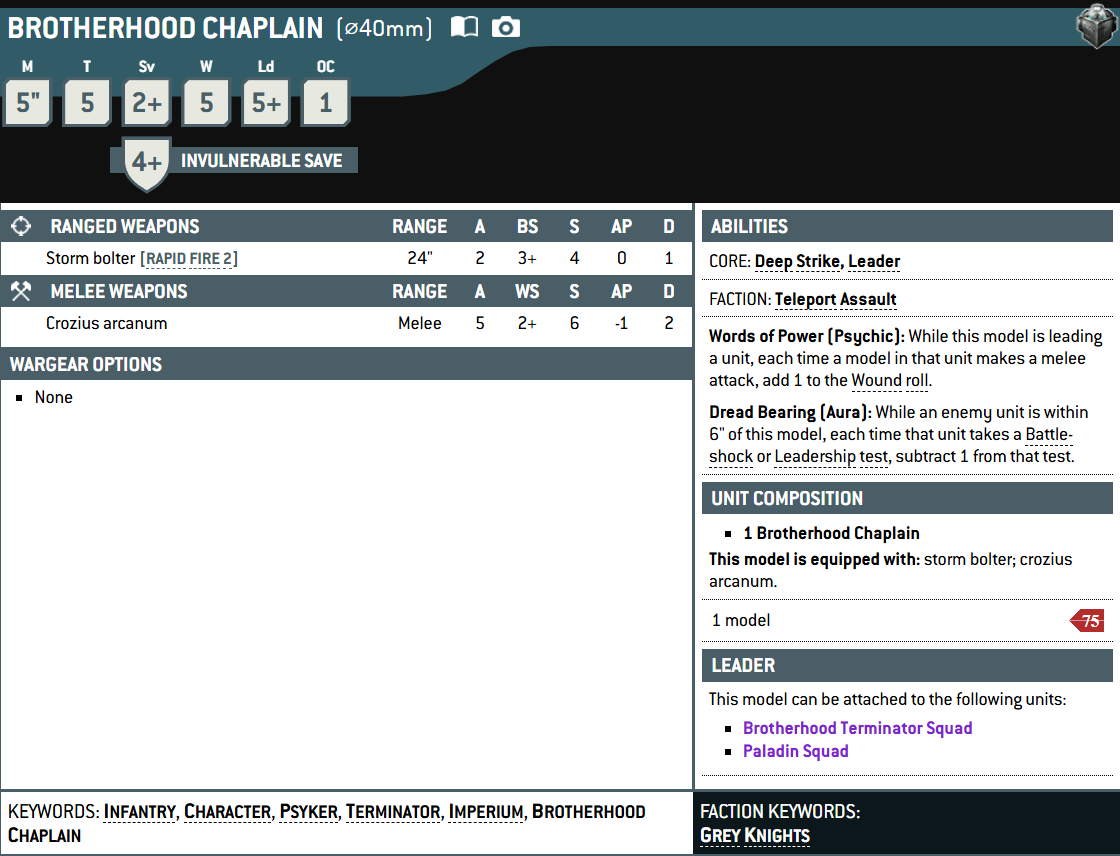 BROTHERHOOD CHAPLAIN (⌀40mm)
M T Sv W Ld OC
5" 5 2+ 5 5+ 1
4+ INVULNERABLE SAVE
RANGED WEAPONS RANGE A BS S AP D
Storm bolter [RAPID FIRE 2] 24" 2 3+ 4 0 1
MELEE WEAPONS RANGE A WS S AP D
Crozius arcanum Melee 5 2+ 6 -1 2
WARGEAR OPTIONS
▪ None
ABILITIES
CORE: Deep Strike, Leader
FACTION: Teleport Assault
Words of Power (Psychic): While this model is leading
a unit, each time a model in that unit makes a melee
attack, add 1 to the Wound roll.
Dread Bearing (Aura): While an enemy unit is within
6" of this model, each time that unit takes a Battle-
shock or Leadership test, subtract 1 from that test.
UNIT COMPOSITION
▪ 1 Brotherhood Chaplain
This model is equipped with: storm bolter; crozius
arcanum.
1 model 75
LEADER
This model can be attached to the following units:
▪ Brotherhood Terminator Squad
▪ Paladin Squad
KEYWORDS: INFANTRY, CHARACTER, PSYKER, TERMINATOR, IMPERIUM, BROTHERHOOD
CHAPLAIN
FACTION KEYWORDS:
GREY KNIGHTS